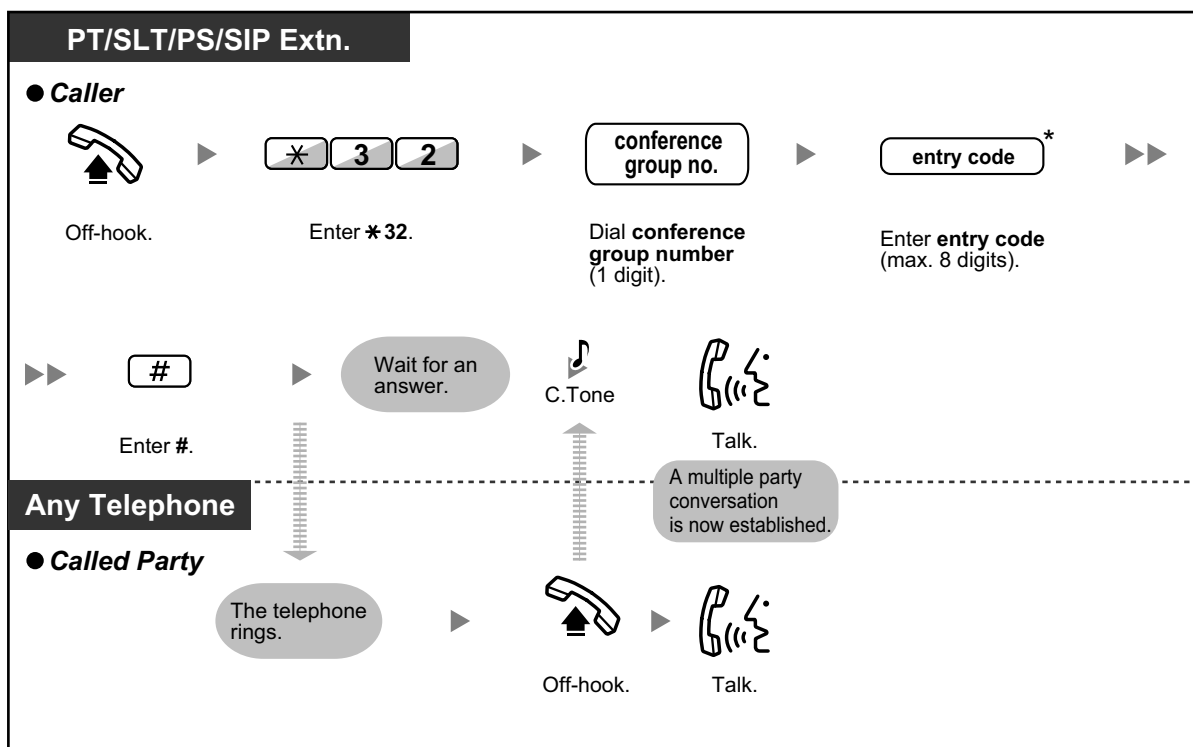 PT/SLT/PS/SIP Extn.
● Caller
✳ 3 2
conference
group no.
entry code*
Off-hook.
Enter ✳32.
Dial conference
group number
(1 digit).
Enter entry code
(max. 8 digits).
#
Wait for an
answer.
C.Tone
Enter #.
Talk.
A multiple party
conversation
is now established.
Any Telephone
● Called Party
The telephone
rings.
Off-hook.
Talk.